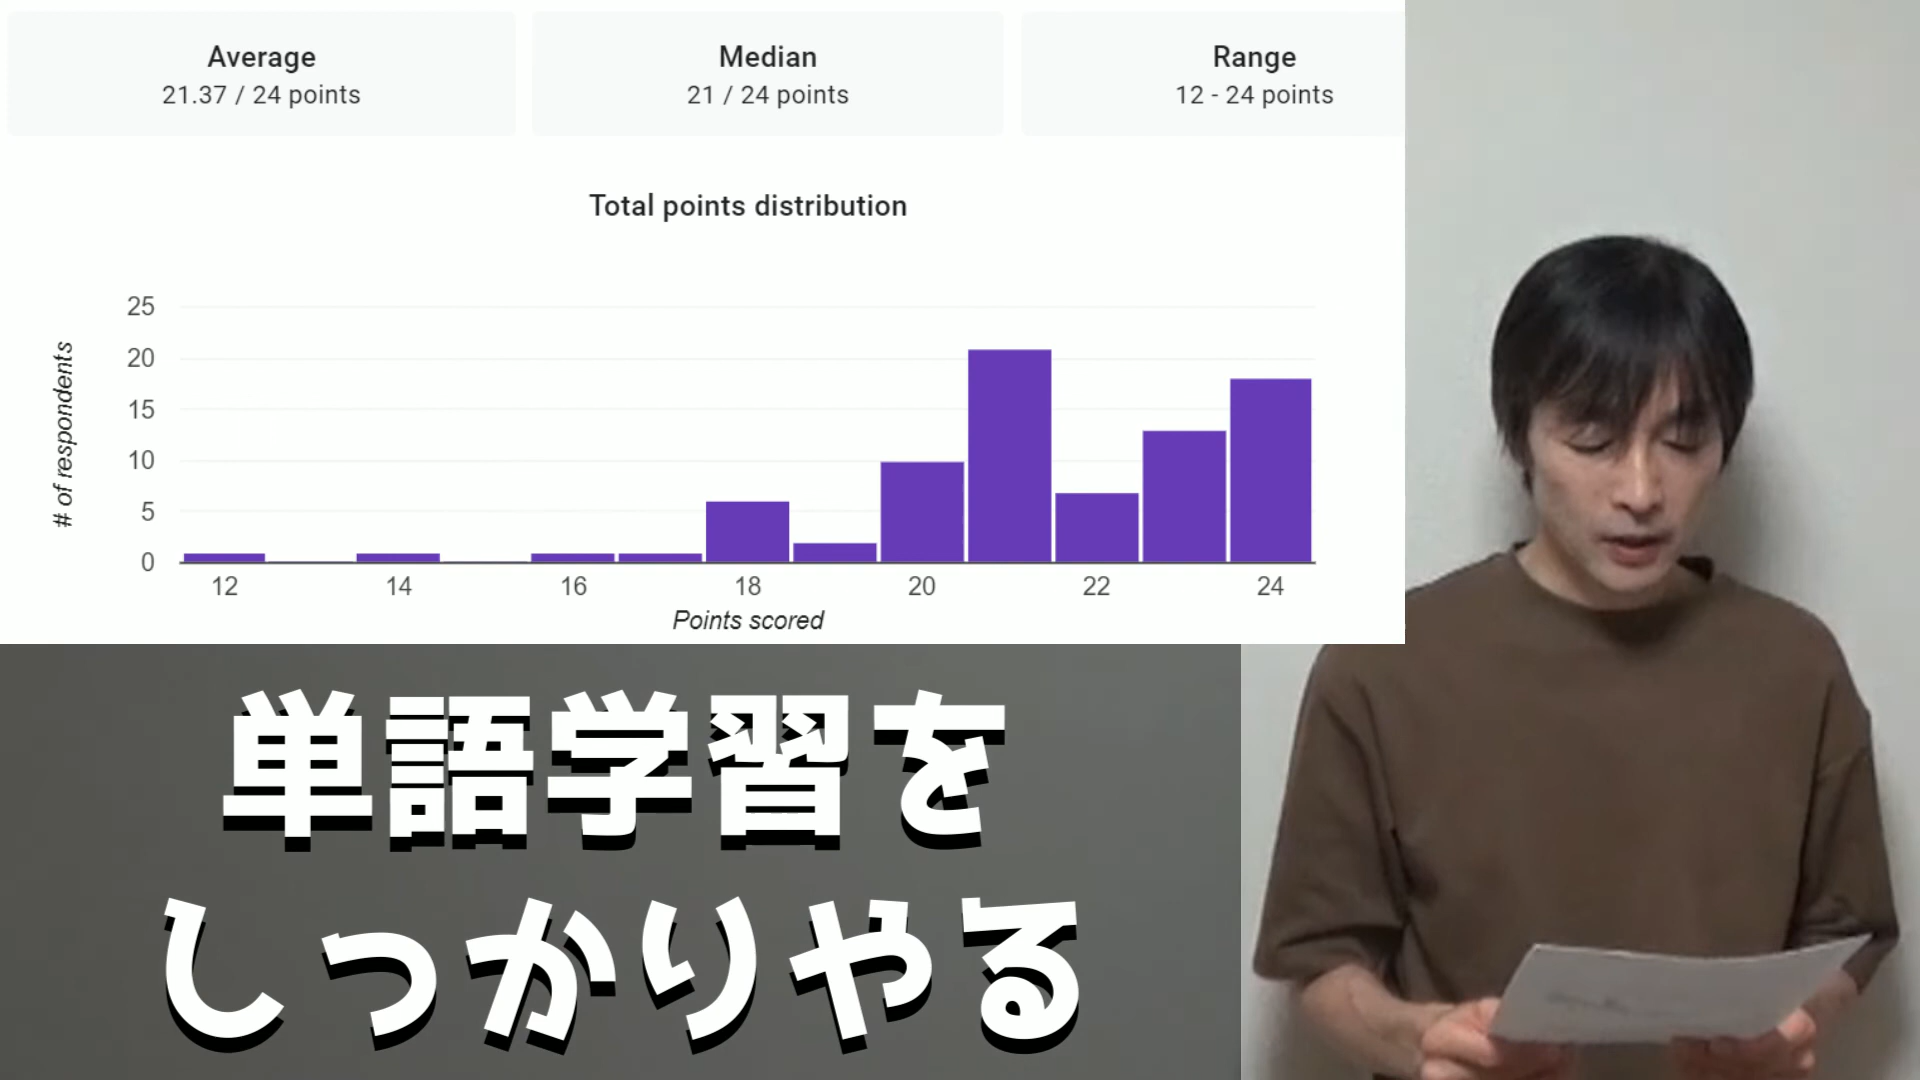 Average
21.37 / 24 points
Median
21 / 24 points
Range
12 - 24 points
Total points distribution
# of respondents
25
20
15
10
5
0
12 14 16 18 20 22 24
Points scored
単語学習を
しっかりやる